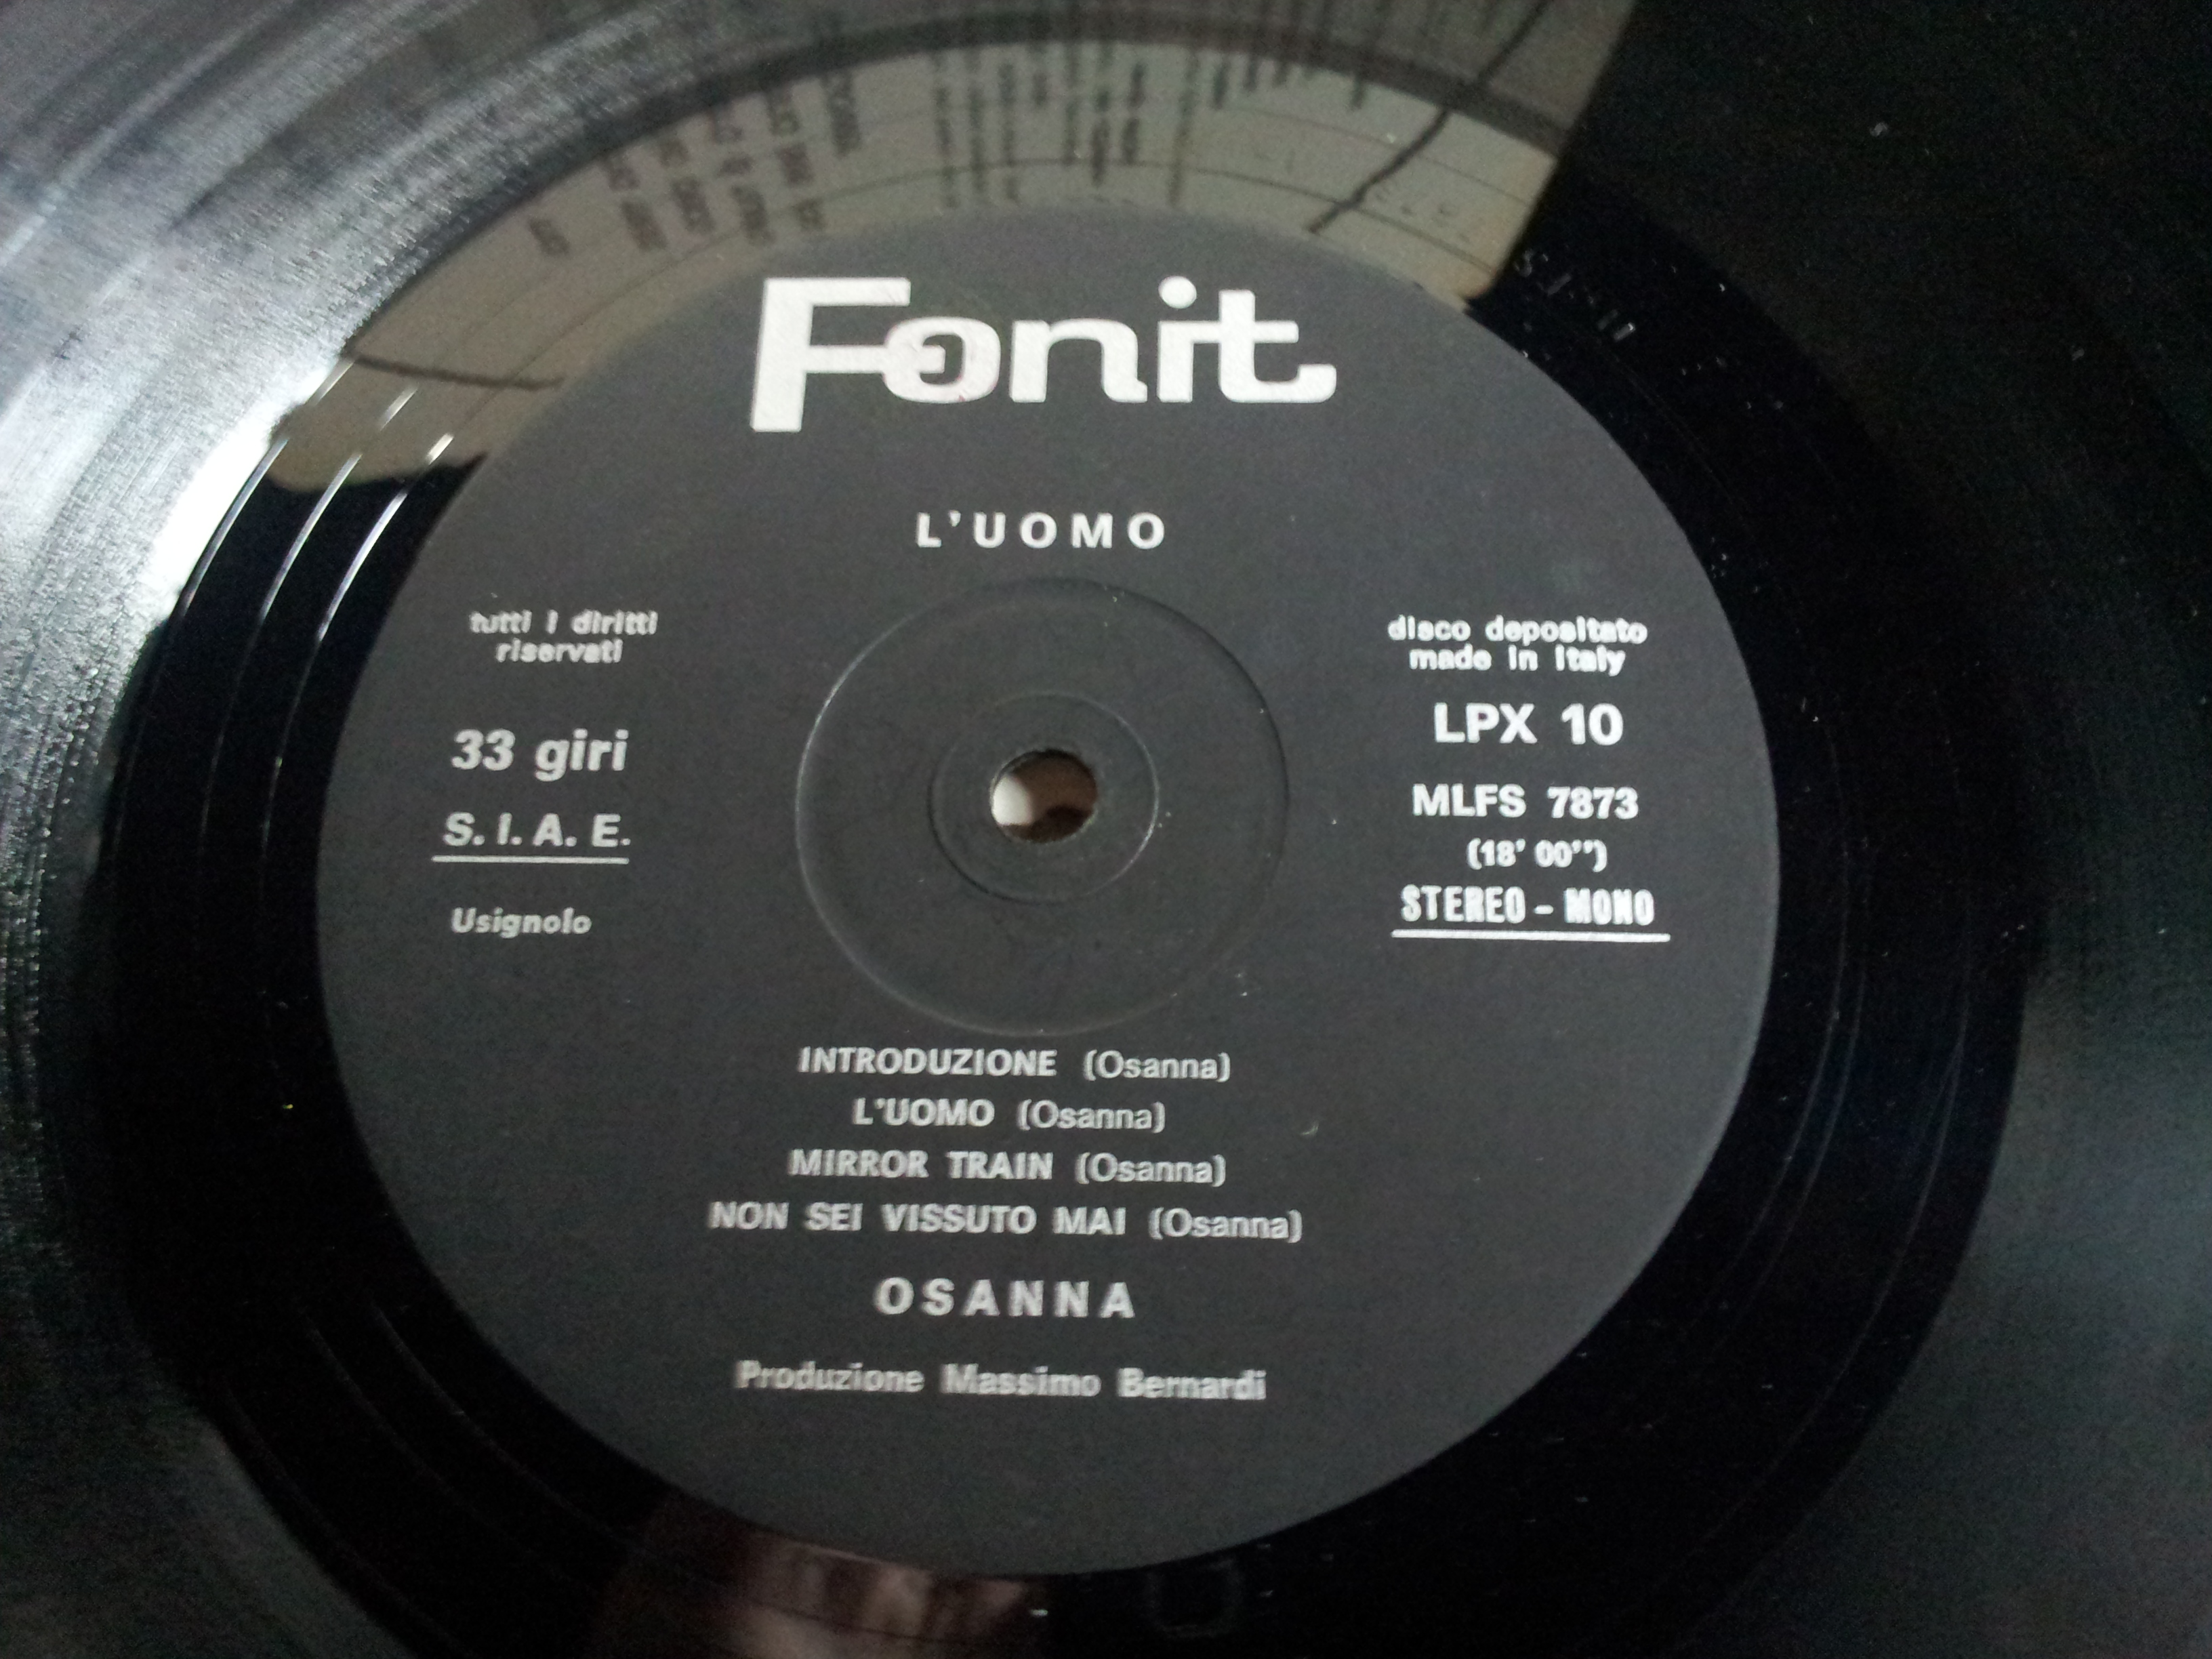 Fonit
L'UOMO
tutti i diritti
riservati
33 giri
S. I. A. E.
Usignolo
disco depositato
made in Italy
LPX 10
MLFS 7873
(18' 00")
STEREO - MONO
INTRODUZIONE (Osanna)
L'UOMO (Osanna)
MIRROR TRAIN (Osanna)
NON SEI VISSUTO MAI (Osanna)
OSANNA
Produzione Massimo Bernardi